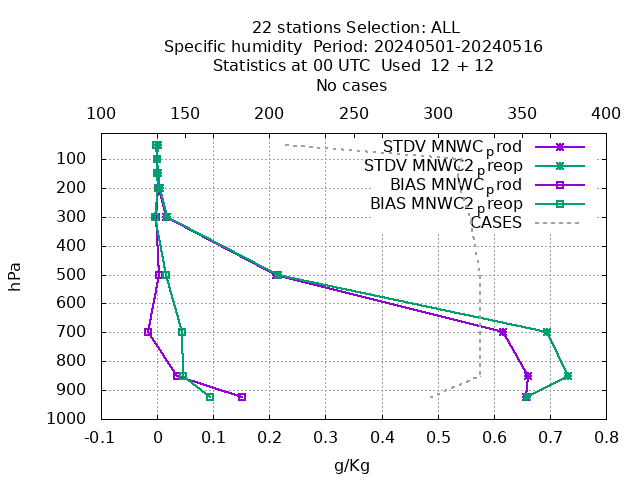 22 stations Selection: ALL
Specific humidity  Period: 20240501-20240516
Statistics at 00 UTC  Used  12 + 12
No cases
100 150 200 250 300 350 400
STDV MNWC_prod
STDV MNWC2_preop
BIAS MNWC_prod
BIAS MNWC2_preop
CASES
hPa
100
200
300
400
500
600
700
800
900
1000
-0.1 0 0.1 0.2 0.3 0.4 0.5 0.6 0.7 0.8
g/Kg